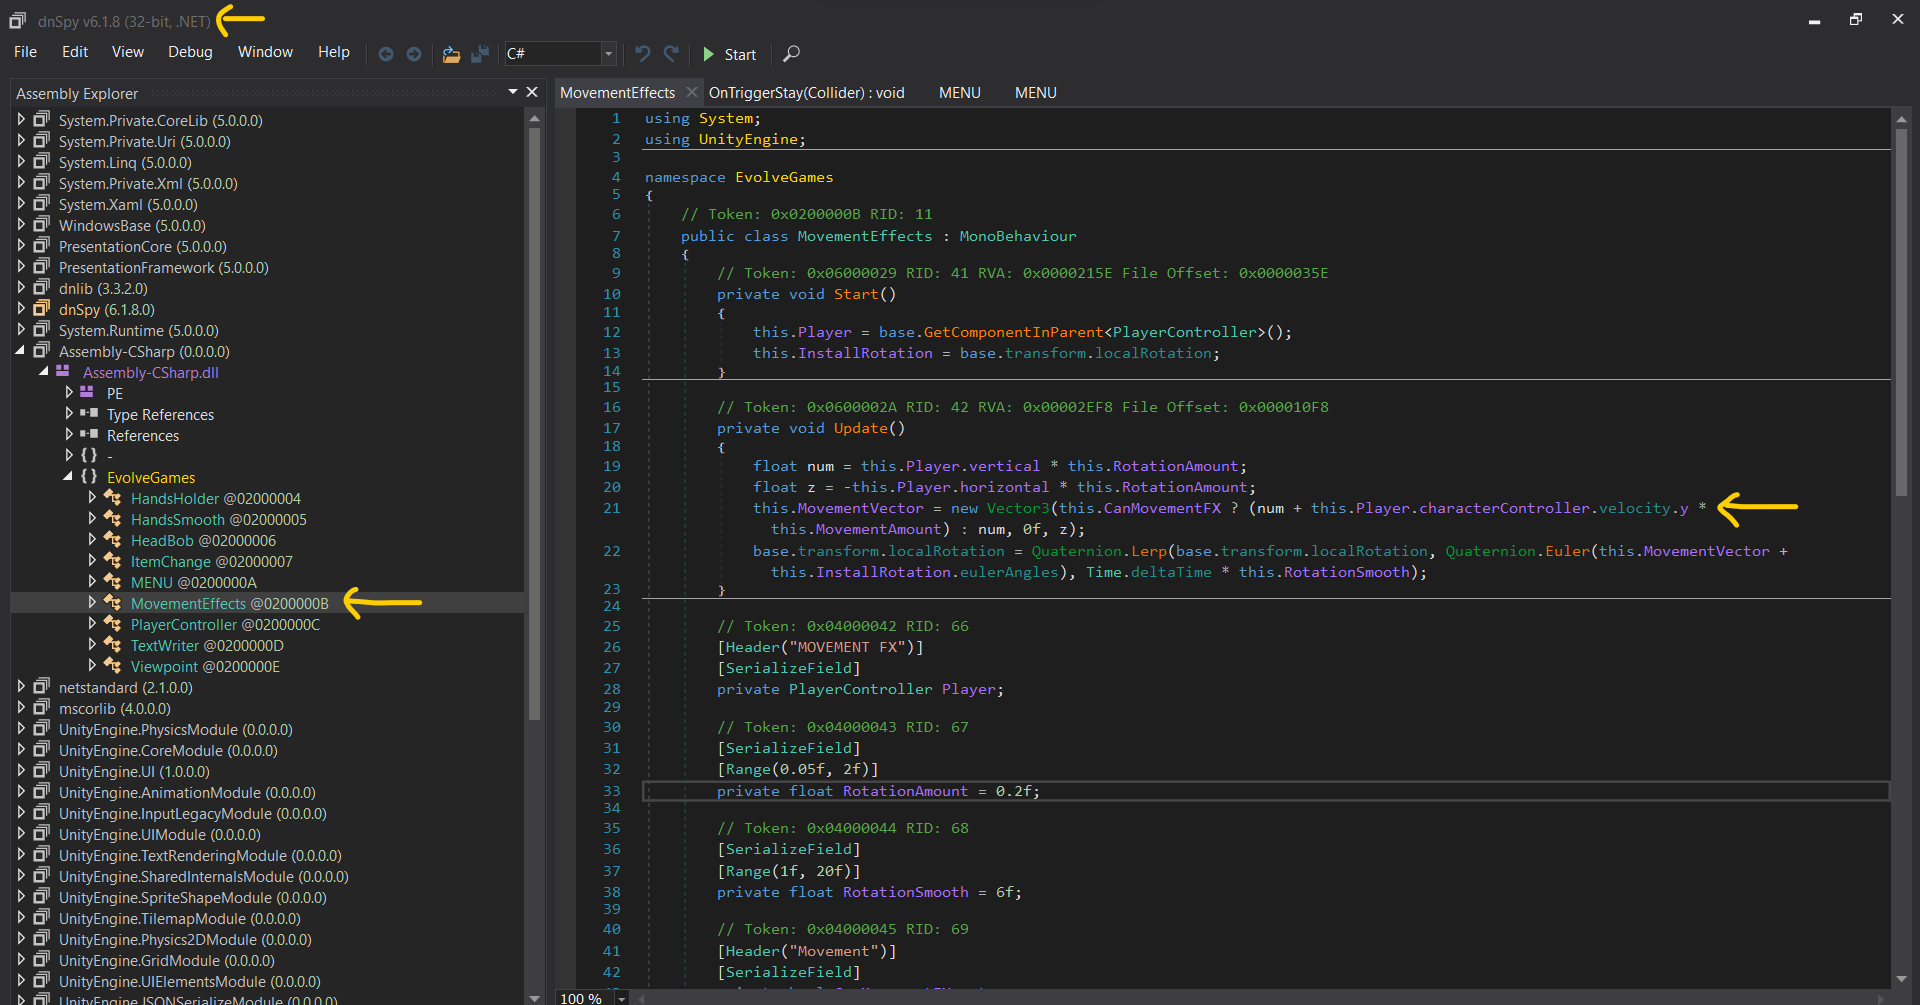 dnSpy v6.1.8 (32-bit, .NET)
File Edit View Debug Window Help C# Start
Assembly Explorer
System.Private.CoreLib (5.0.0.0)
System.Private.Uri (5.0.0.0)
System.Linq (5.0.0.0)
System.Private.Xml (5.0.0.0)
System.Xaml (5.0.0.0)
WindowsBase (5.0.0.0)
PresentationCore (5.0.0.0)
PresentationFramework (5.0.0.0)
dnlib (3.3.2.0)
dnSpy (6.1.8.0)
System.Runtime (5.0.0.0)
Assembly-CSharp (0.0.0.0)
Assembly-CSharp.dll
PE
Type References
References
{} -
{} EvolveGames
HandsHolder @02000004
HandsSmooth @02000005
HeadBob @02000006
ItemChange @02000007
MENU @0200000A
MovementEffects @0200000B
PlayerController @0200000C
TextWriter @0200000D
Viewpoint @0200000E
netstandard (2.1.0.0)
mscorlib (4.0.0.0)
UnityEngine.PhysicsModule (0.0.0.0)
UnityEngine.CoreModule (0.0.0.0)
UnityEngine.UI (1.0.0.0)
UnityEngine.AnimationModule (0.0.0.0)
UnityEngine.InputLegacyModule (0.0.0.0)
UnityEngine.UIModule (0.0.0.0)
UnityEngine.TextRenderingModule (0.0.0.0)
UnityEngine.SharedInternalsModule (0.0.0.0)
UnityEngine.SpriteShapeModule (0.0.0.0)
UnityEngine.TilemapModule (0.0.0.0)
UnityEngine.Physics2DModule (0.0.0.0)
UnityEngine.GridModule (0.0.0.0)
UnityEngine.UIElementsModule (0.0.0.0)
UnityEngine.JSONSerializeModule (0.0.0.0)
MovementEffects OnTriggerStay(Collider) : void MENU MENU
1 using System;
2 using UnityEngine;
3
4 namespace EvolveGames
5 {
6 // Token: 0x0200000B RID: 11
7 public class MovementEffects : MonoBehaviour
8 {
9 // Token: 0x06000029 RID: 41 RVA: 0x0000215E File Offset: 0x0000035E
10 private void Start()
11 {
12 this.Player = base.GetComponentInParent<PlayerController>();
13 this.InstallRotation = base.transform.localRotation;
14 }
15
16 // Token: 0x0600002A RID: 42 RVA: 0x00002EF8 File Offset: 0x000010F8
17 private void Update()
18 {
19 float num = this.Player.vertical * this.RotationAmount;
20 float z = -this.Player.horizontal * this.RotationAmount;
21 this.MovementVector = new Vector3(this.CanMovementFX ? (num + this.Player.characterController.velocity.y *
this.MovementAmount) : num, 0f, z);
22 base.transform.localRotation = Quaternion.Lerp(base.transform.localRotation, Quaternion.Euler(this.MovementVector +
this.InstallRotation.eulerAngles), Time.deltaTime * this.RotationSmooth);
23 }
24
25 // Token: 0x04000042 RID: 66
26 [Header("MOVEMENT FX")]
27 [SerializeField]
28 private PlayerController Player;
29
30 // Token: 0x04000043 RID: 67
31 [SerializeField]
32 [Range(0.05f, 2f)]
33 private float RotationAmount = 0.2f;
34
35 // Token: 0x04000044 RID: 68
36 [SerializeField]
37 [Range(1f, 20f)]
38 private float RotationSmooth = 6f;
39
40 // Token: 0x04000045 RID: 69
41 [Header("Movement")]
42 [SerializeField]
100 %